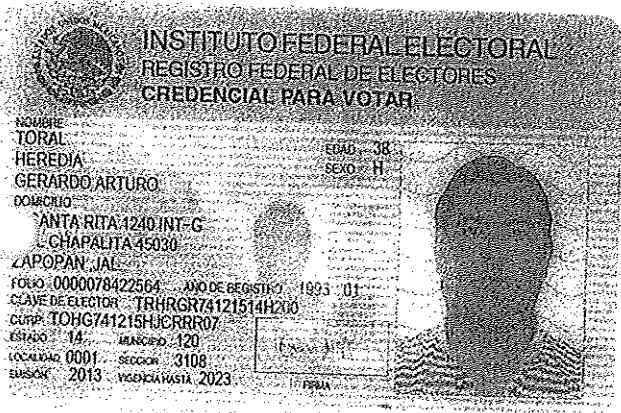 INSTITUTO FEDERAL ELECTORAL
REGISTRO FEDERAL DE ELECTORES
CREDENCIAL PARA VOTAR
NOMBRE
TORAL
HEREDIA
GERARDO ARTURO
EDAD 38
SEXO H
DOMICILIO
ANTA RITA 1240 INT-G
CHAPALITA 45030
ZAPOPAN, JAL.
FOLIO 0000078422564 AÑO DE REGISTRO 1993 01
CLAVE DE ELECTOR TRHRGR74121514H200
CURP TOHG741215HJCRRR07
ESTADO 14 MUNICIPIO 120
LOCALIDAD 0001 SECCION 3108
EMISIÓN 2013 VIGENCIA HASTA 2023
FIRMA